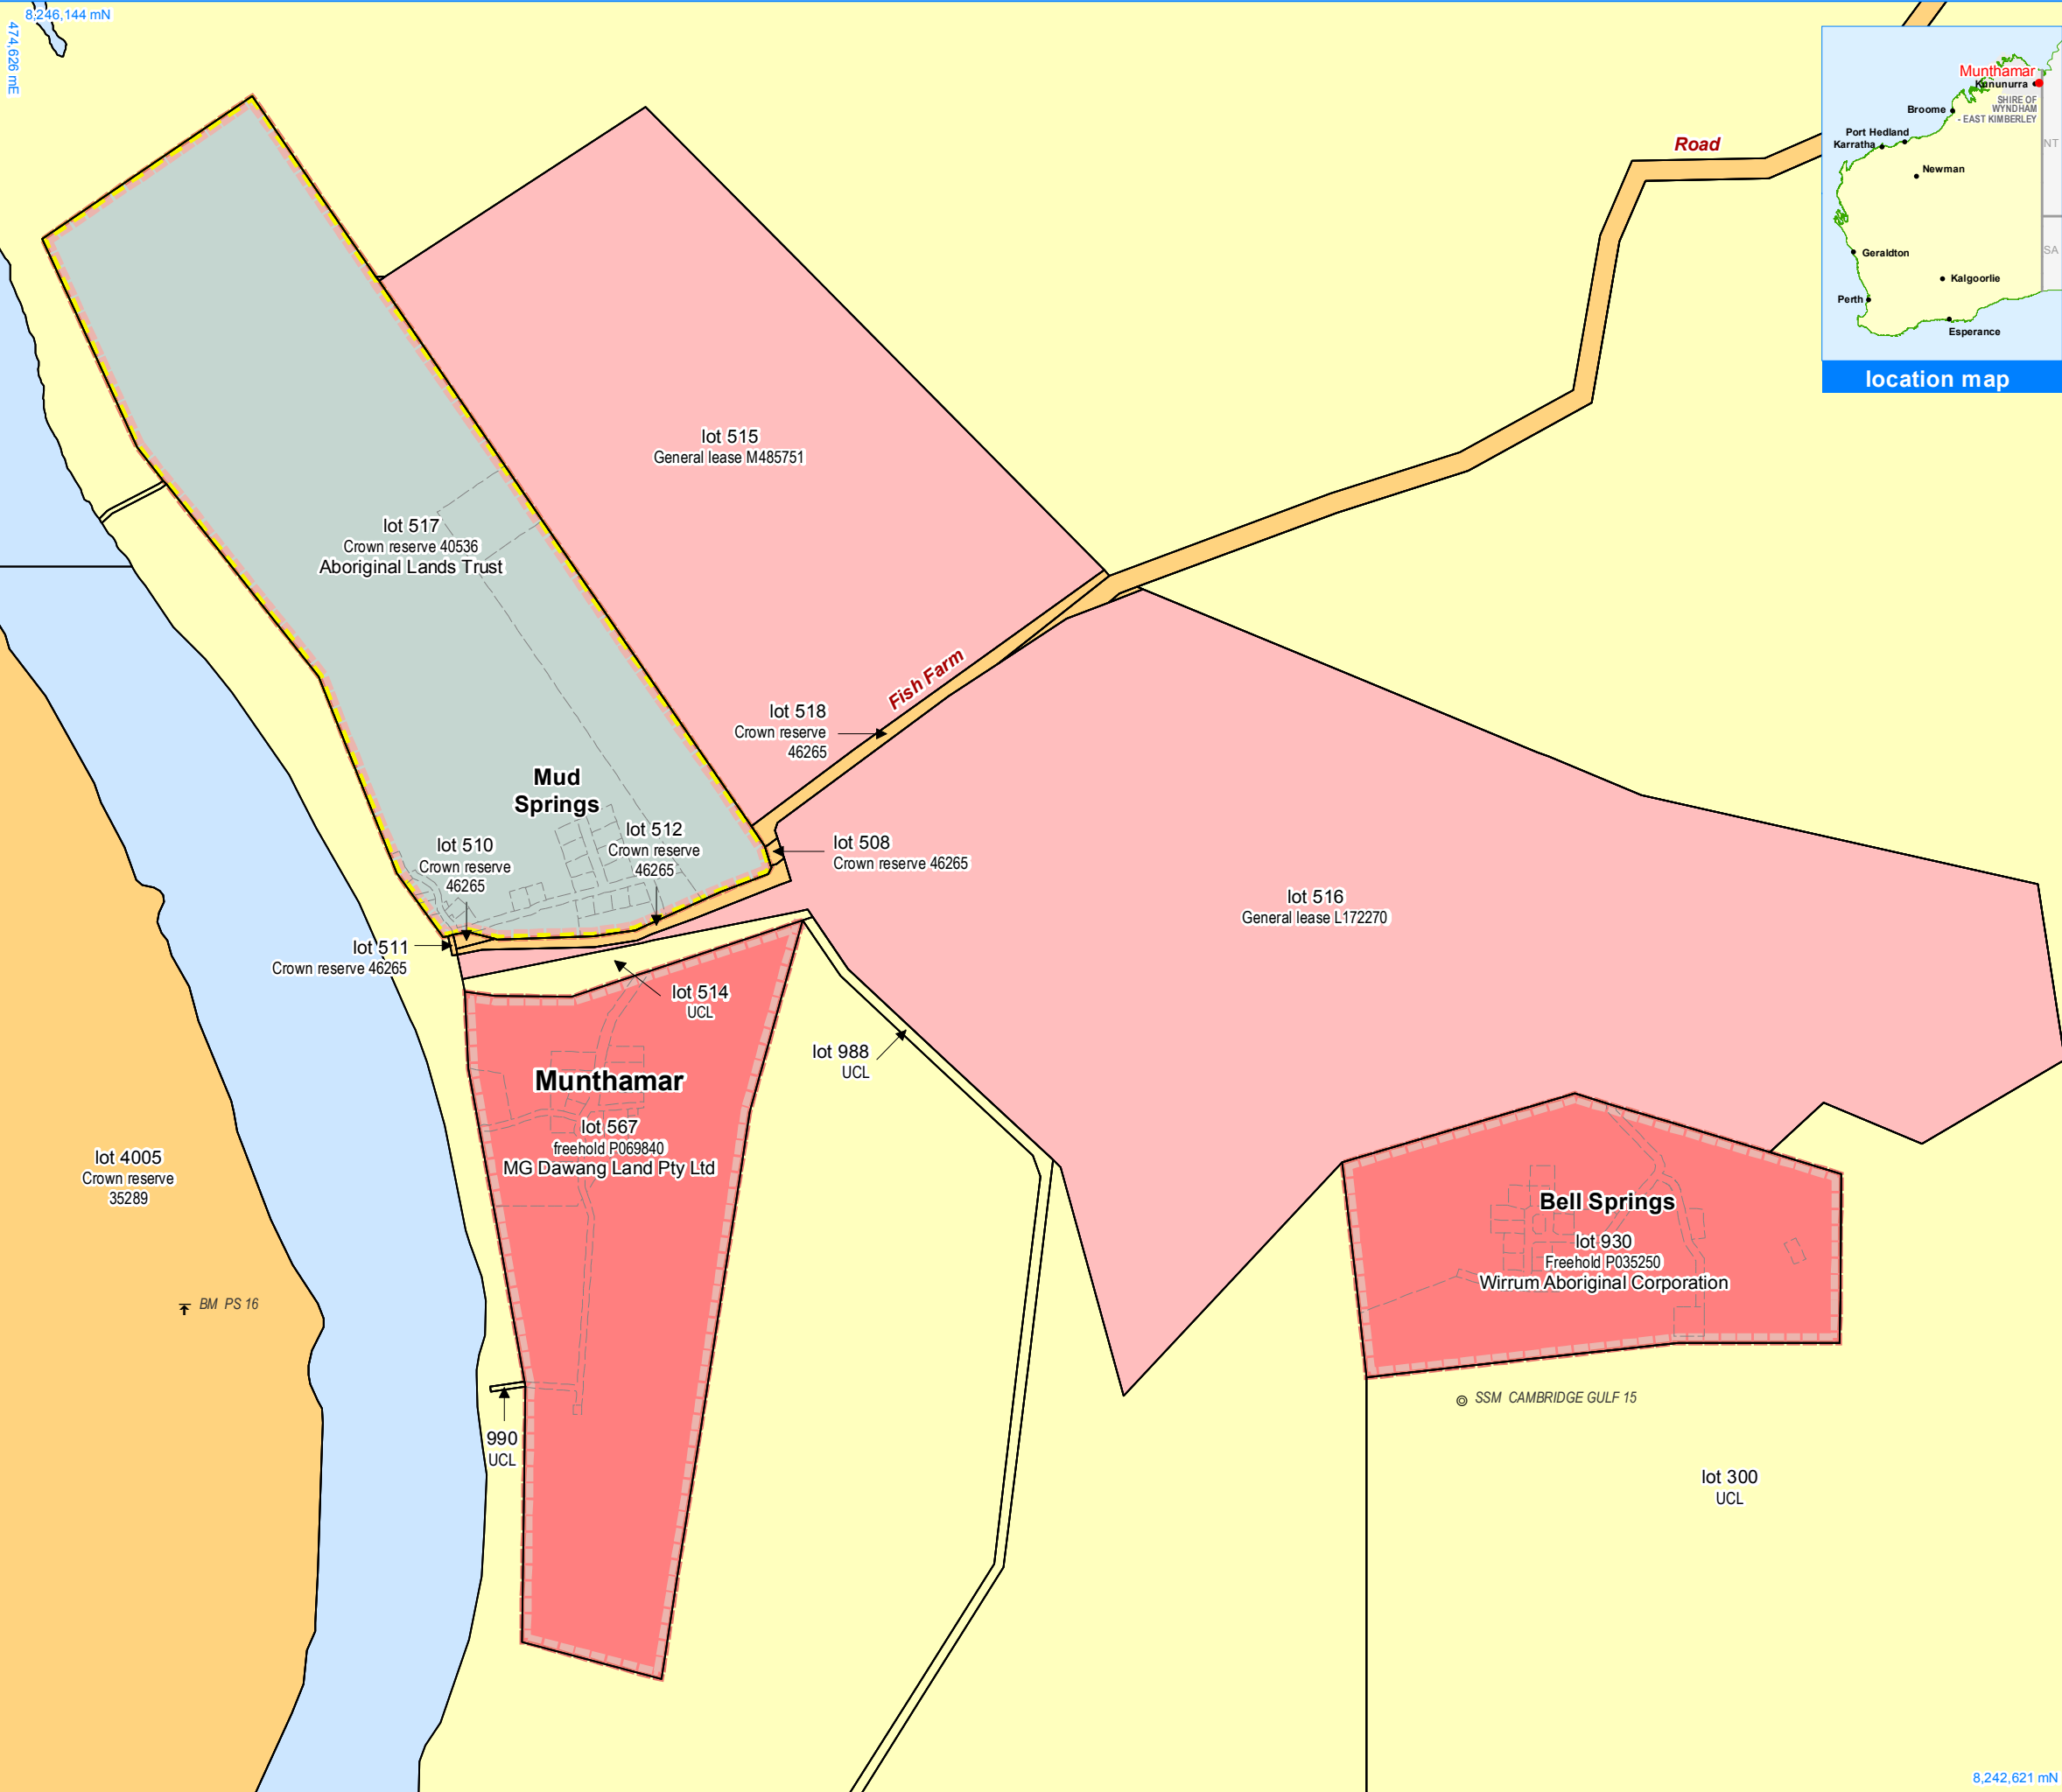 8,246,144 mN
474,626 mE
Munthamar
Kununurra
SHIRE OF
WYNDHAM
- EAST KIMBERLEY
Broome
Port Hedland
Karratha
NT
Newman
SA
Geraldton
Kalgoorlie
Perth
Esperance
location map
Road
lot 515
General lease M485751
lot 517
Crown reserve 40536
Aboriginal Lands Trust
Fish Farm
lot 518
Crown reserve
46265
Mud
Springs
lot 510
Crown reserve
46265
lot 512
Crown reserve
46265
lot 508
Crown reserve 46265
lot 516
General lease L172270
lot 511
Crown reserve 46265
lot 514
UCL
lot 988
UCL
Munthamar
lot 567
freehold P069840
MG Dawang Land Pty Ltd
lot 4005
Crown reserve
35289
Bell Springs
lot 930
Freehold P035250
Wirrum Aboriginal Corporation
BM PS 16
SSM CAMBRIDGE GULF 15
990
UCL
lot 300
UCL
8,242,621 mN